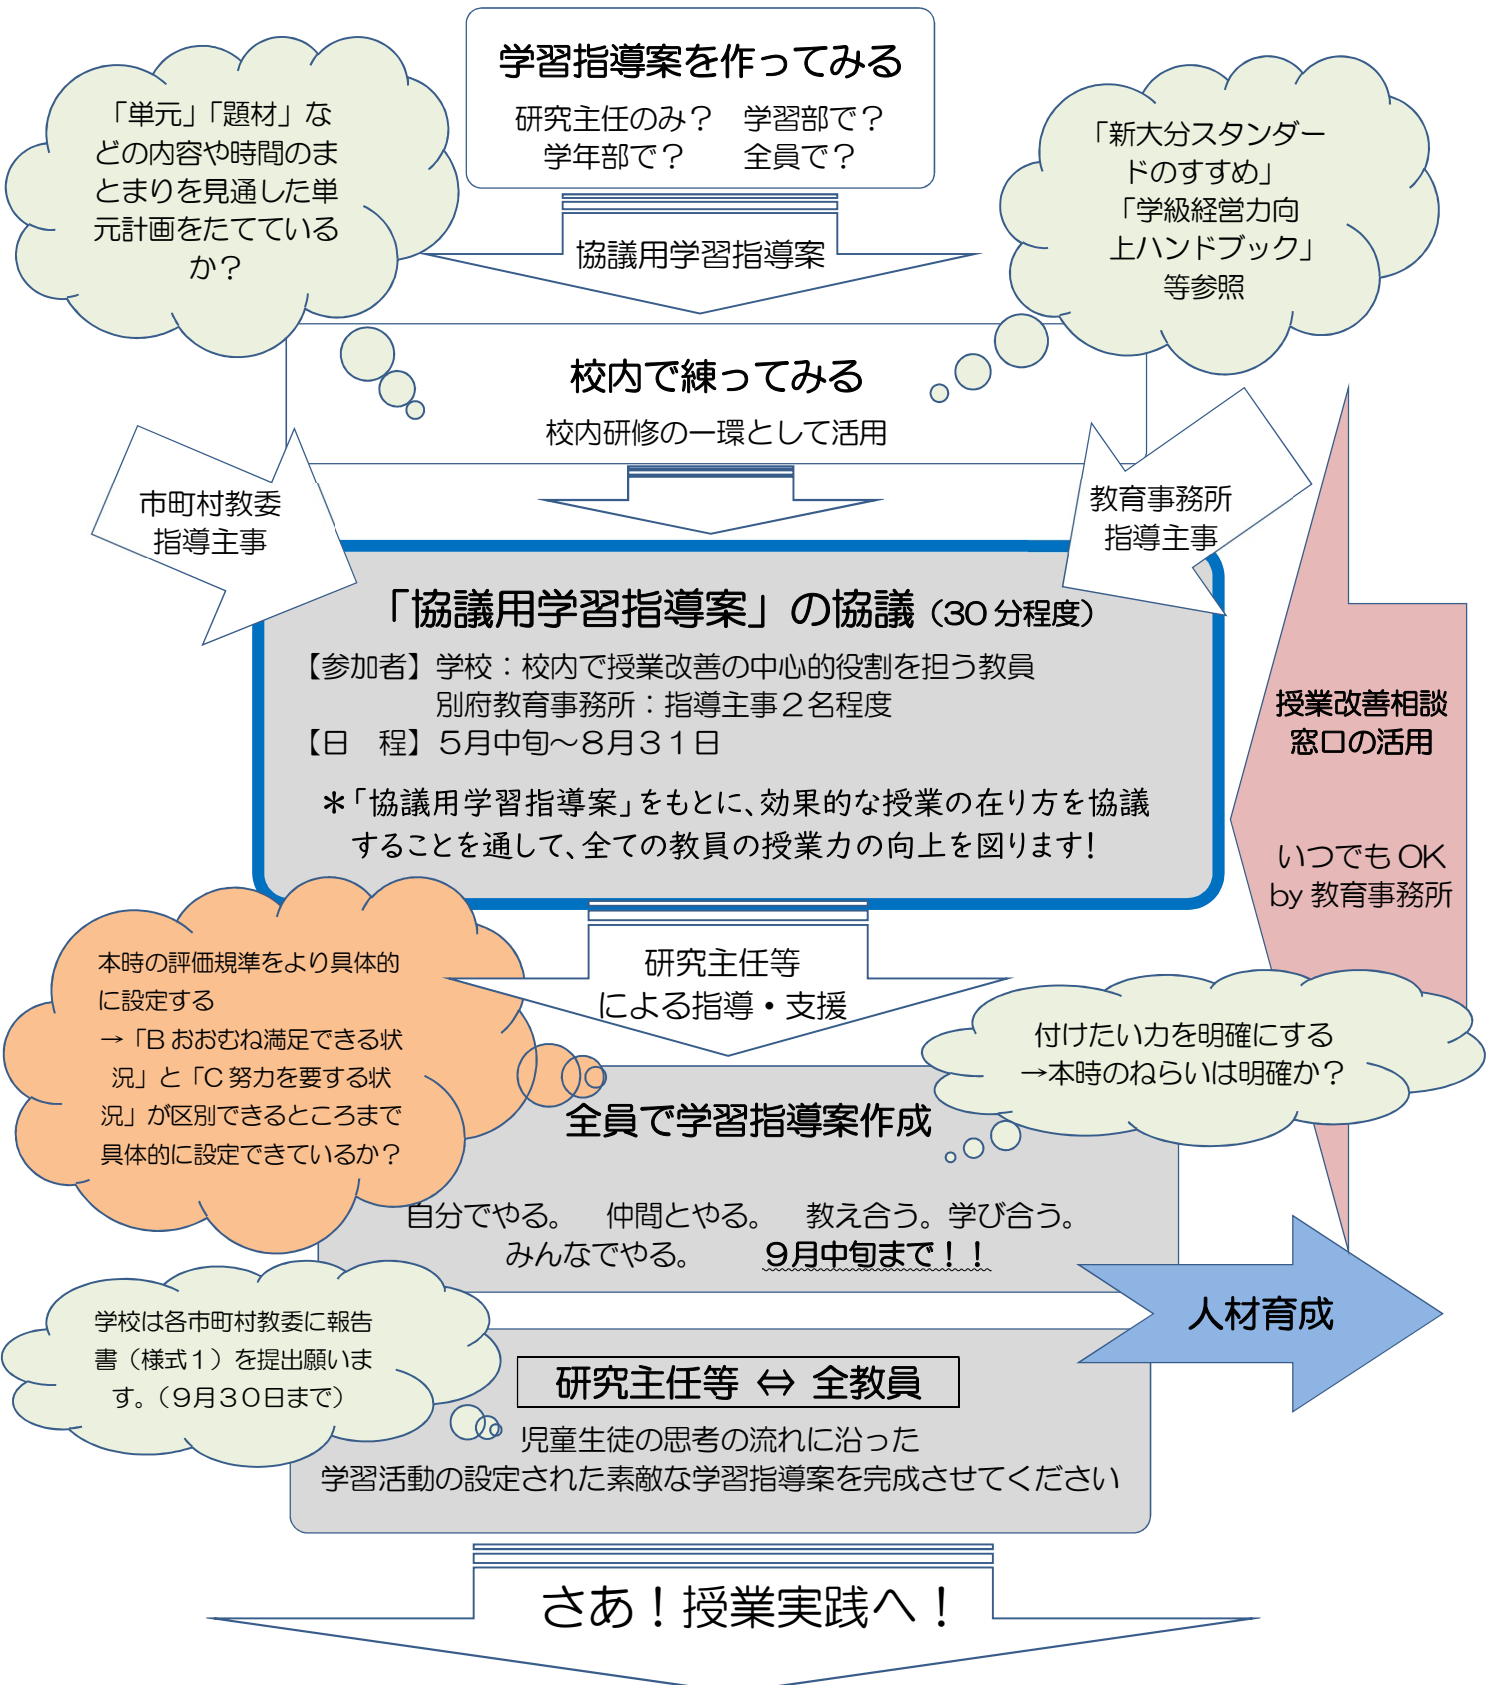 学習指導案を作ってみる
研究主任のみ？　学習部で？
学年部で？　　全員で？
「単元」「題材」な
どの内容や時間のま
とまりを見通した単
元計画をたてている
か？
「新大分スタンダー
ドのすすめ」
「学級経営力向
上ハンドブック」
等参照
協議用学習指導案
校内で練ってみる
校内研修の一環として活用
市町村教委
指導主事
教育事務所
指導主事
「協議用学習指導案」の協議（30分程度）
【参加者】学校：校内で授業改善の中心的役割を担う教員
別府教育事務所：指導主事２名程度
【日　程】５月中旬～８月３１日
＊「協議用学習指導案」をもとに、効果的な授業の在り方を協議
することを通して、全ての教員の授業力の向上を図ります！
授業改善相談
窓口の活用
いつでもOK
by 教育事務所
研究主任等
による指導・支援
本時の評価規準をより具体的
に設定する
→「B おおむね満足できる状
況」と「C 努力を要する状
況」が区別できるところまで
具体的に設定できているか？
付けたい力を明確にする
→本時のねらいは明確か？
全員で学習指導案作成
自分でやる。　仲間とやる。　教え合う。学び合う。
みんなでやる。　　９月中旬まで！！
人材育成
学校は各市町村教委に報告
書（様式１）を提出願いま
す。（９月３０日まで）
研究主任等 ⇔ 全教員
児童生徒の思考の流れに沿った
学習活動の設定された素敵な学習指導案を完成させてください
さあ！授業実践へ！